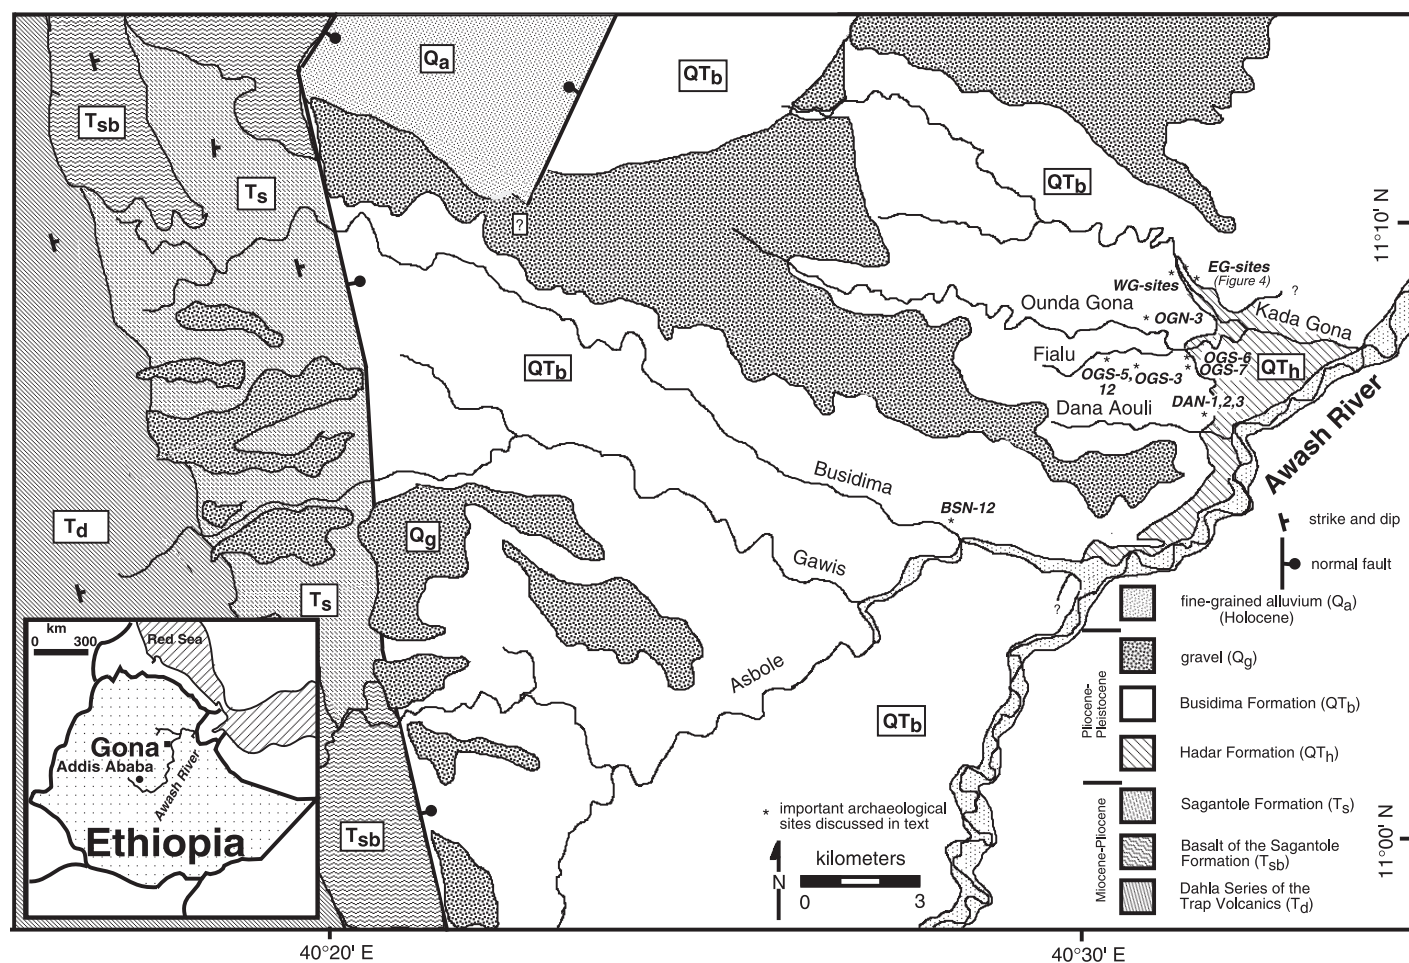 Qa
QTb
Tsb
Ts
QTb
?
11°10' N
EG-sites
(Figure 4)
WG-sites
?
Ounda Gona
OGN-3
Kada Gona
Fialu
OGS-6
OGS-7
QTh
QTb
OGS-5,
12
OGS-3
Dana Aouli
DAN-1,2,3
Awash River
Busidima
BSN-12
Td
Qg
strike and dip
Gawis
normal fault
Ts
?
fine-grained alluvium (Qa)
(Holocene)
km
0 300
Red Sea
gravel (Qg)
Asbole
Pliocene-
Pleistocene
Busidima Formation (QTb)
QTb
Gona
Addis Ababa
Awash River
Hadar Formation (QTh)
Ethiopia
Tsb
* important archaeological
sites discussed in text
Miocene-Pliocene
Sagantole Formation (Ts)
Basalt of the Sagantole
Formation (Tsb)
11°00' N
kilometers
N
0 3
Dahla Series of the
Trap Volcanics (Td)
40°20' E
40°30' E